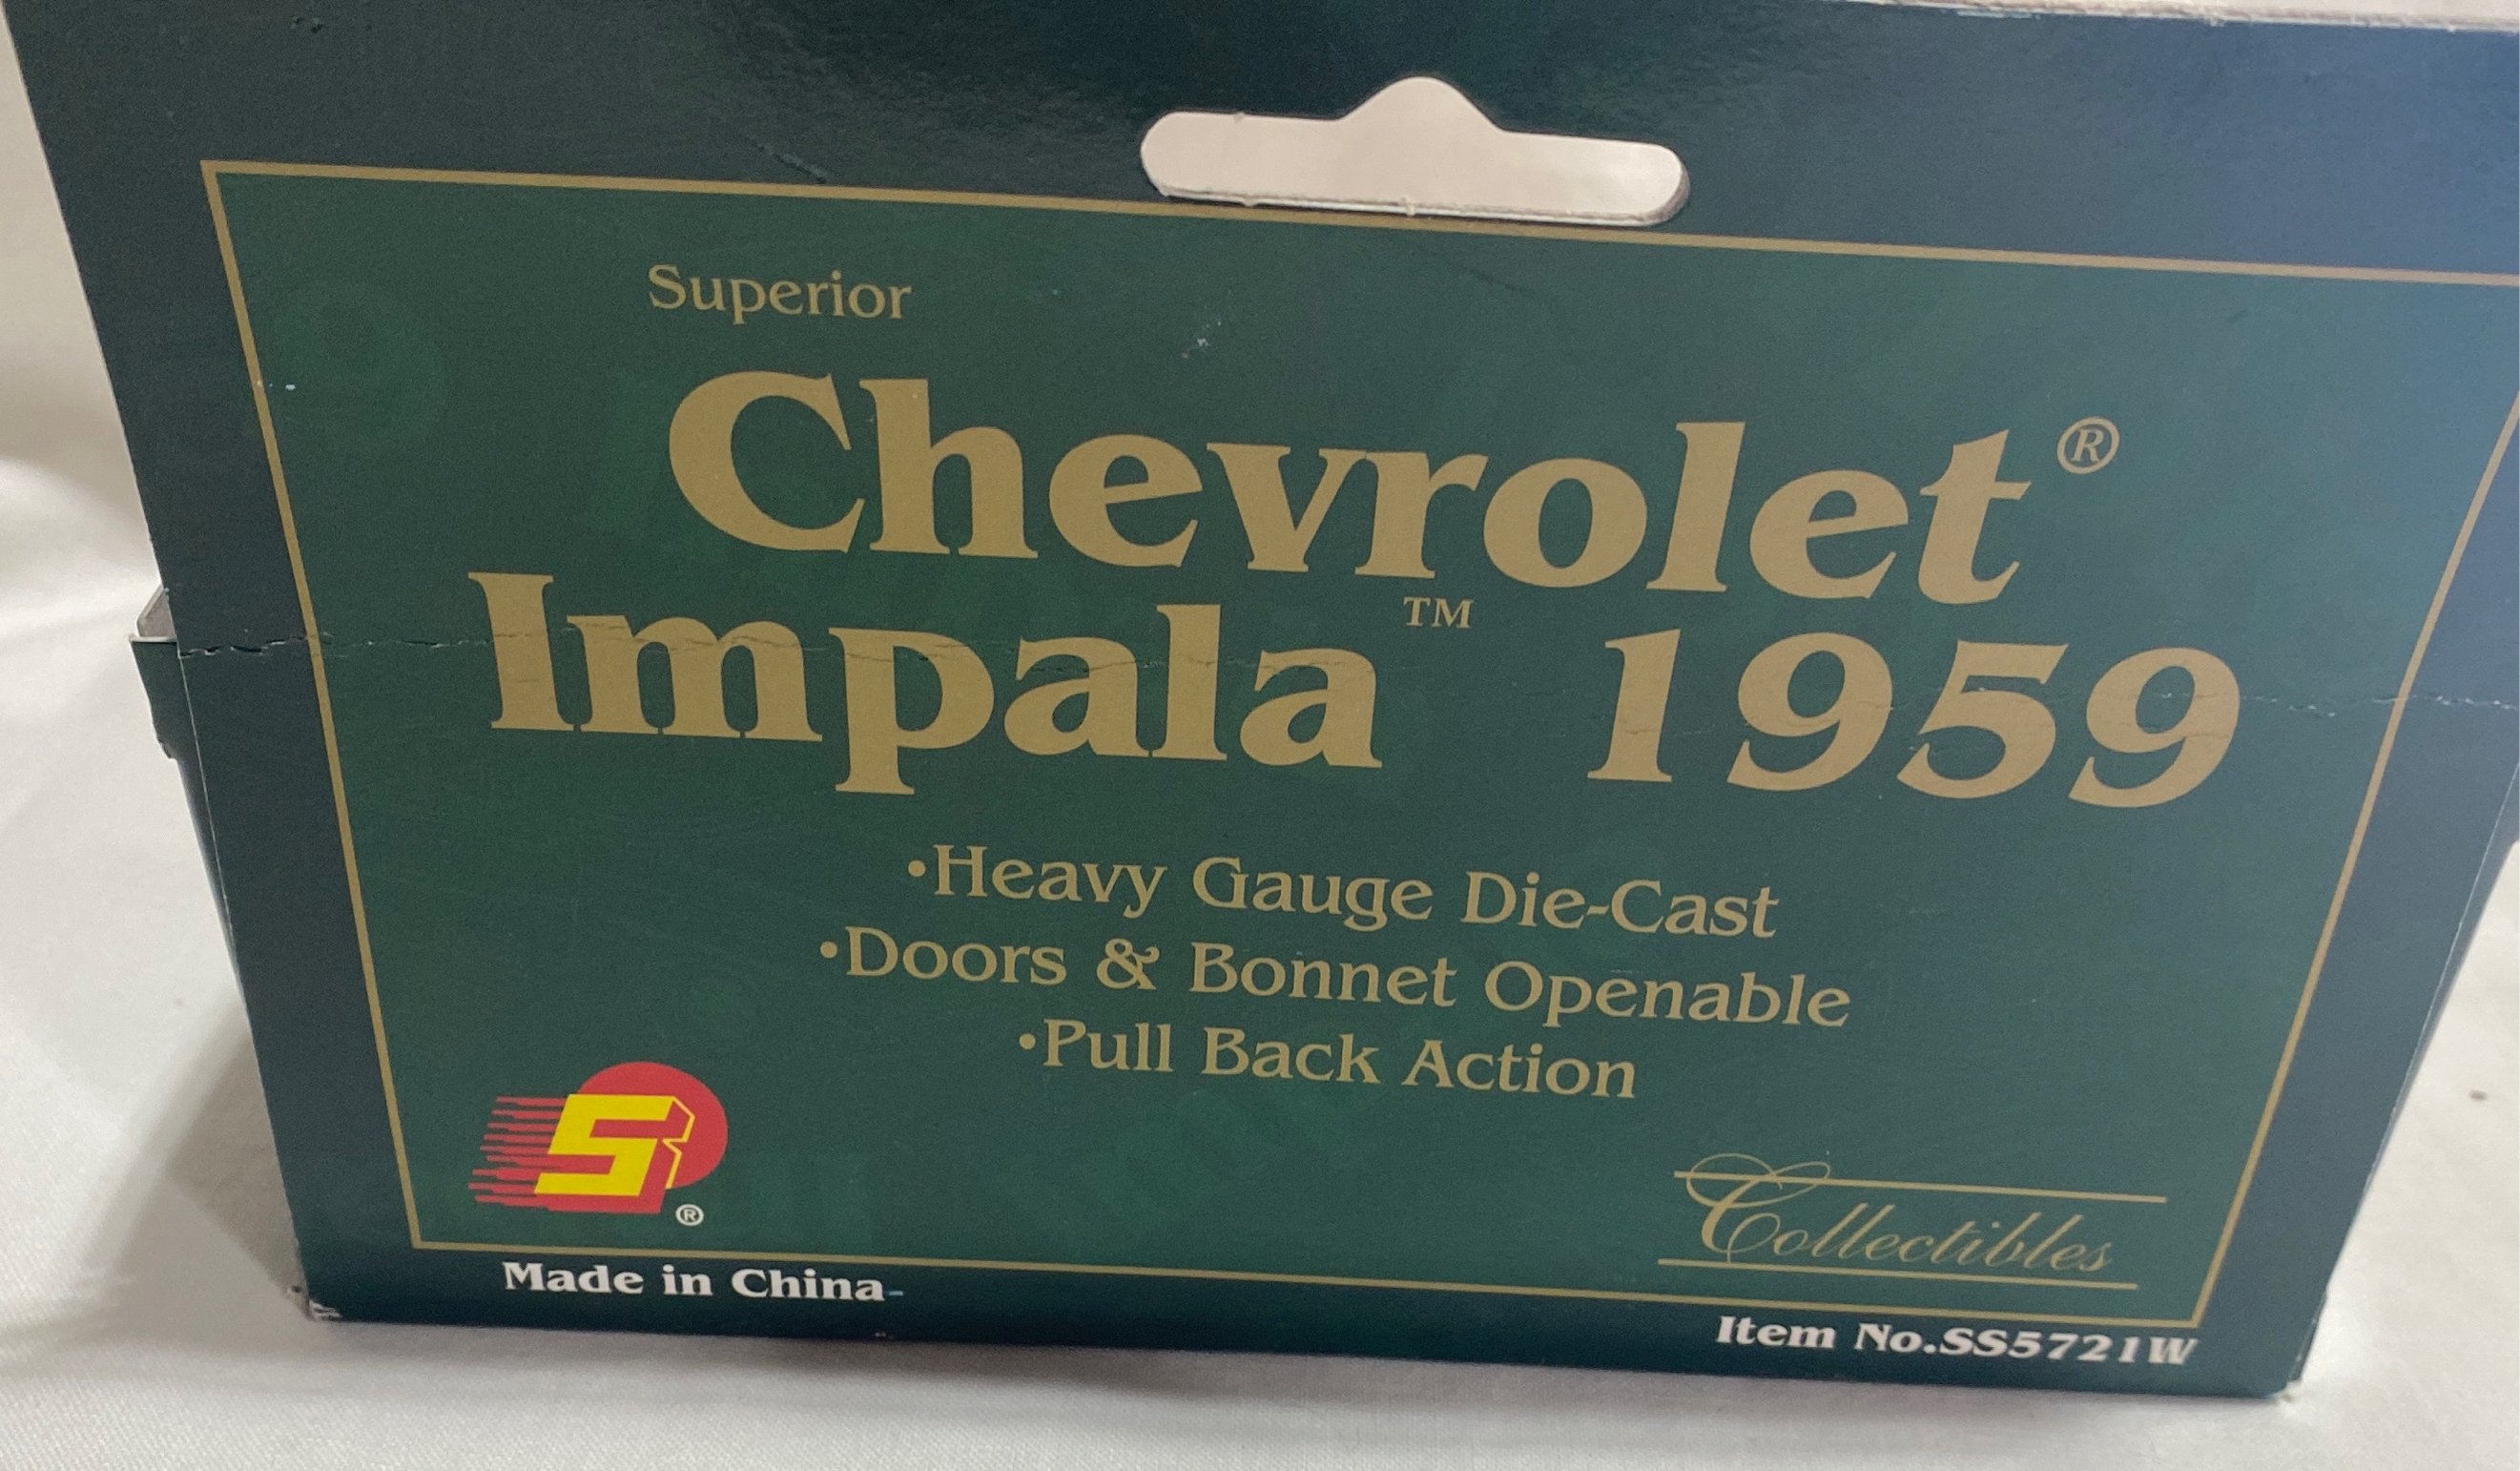 Superior
Chevrolet®
Impala™ 1959
•Heavy Gauge Die-Cast
•Doors & Bonnet Openable
•Pull Back Action
S ®
Collectibles
Made in China
Item No.SS5721W